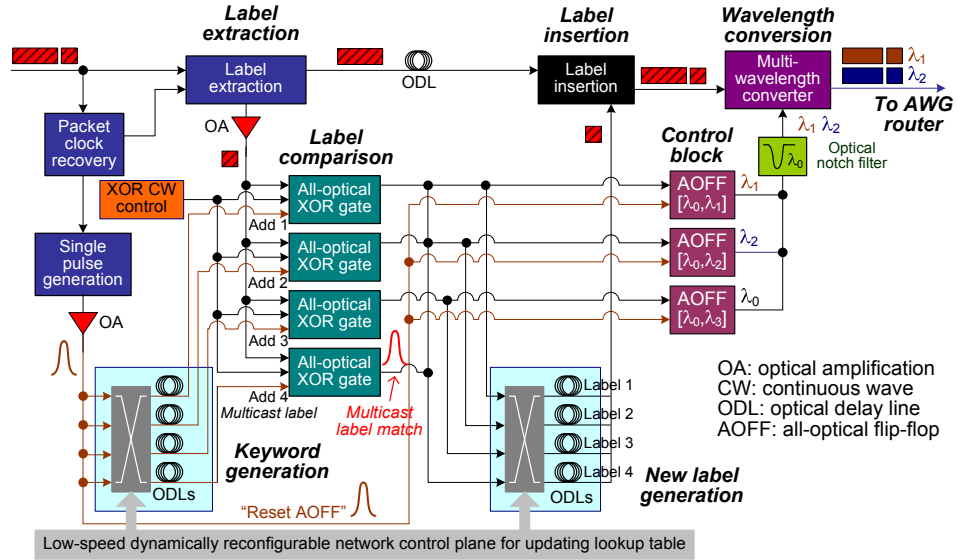 Label
extraction
Label
insertion
Wavelength
conversion
Label
extraction
ODL
Label
insertion
Multi-
wavelength
converter
λ1
λ2
To AWG
router
Packet
clock
recovery
OA
Label
comparison
Control
block
λ1 λ2
λ0
Optical
notch filter
XOR CW
control
All-optical
XOR gate
Add 1
AOFF
[λ0,λ1]
λ1
Single
pulse
generation
All-optical
XOR gate
Add 2
AOFF
[λ0,λ2]
λ2
All-optical
XOR gate
Add 3
AOFF
[λ0,λ3]
λ0
OA
All-optical
XOR gate
Add 4
Multicast label
Multicast
label match
Keyword
generation
ODLs
Label 1
Label 2
Label 3
Label 4
ODLs
New label
generation
OA: optical amplification
CW: continuous wave
ODL: optical delay line
AOFF: all-optical flip-flop
“Reset AOFF”
Low-speed dynamically reconfigurable network control plane for updating lookup table